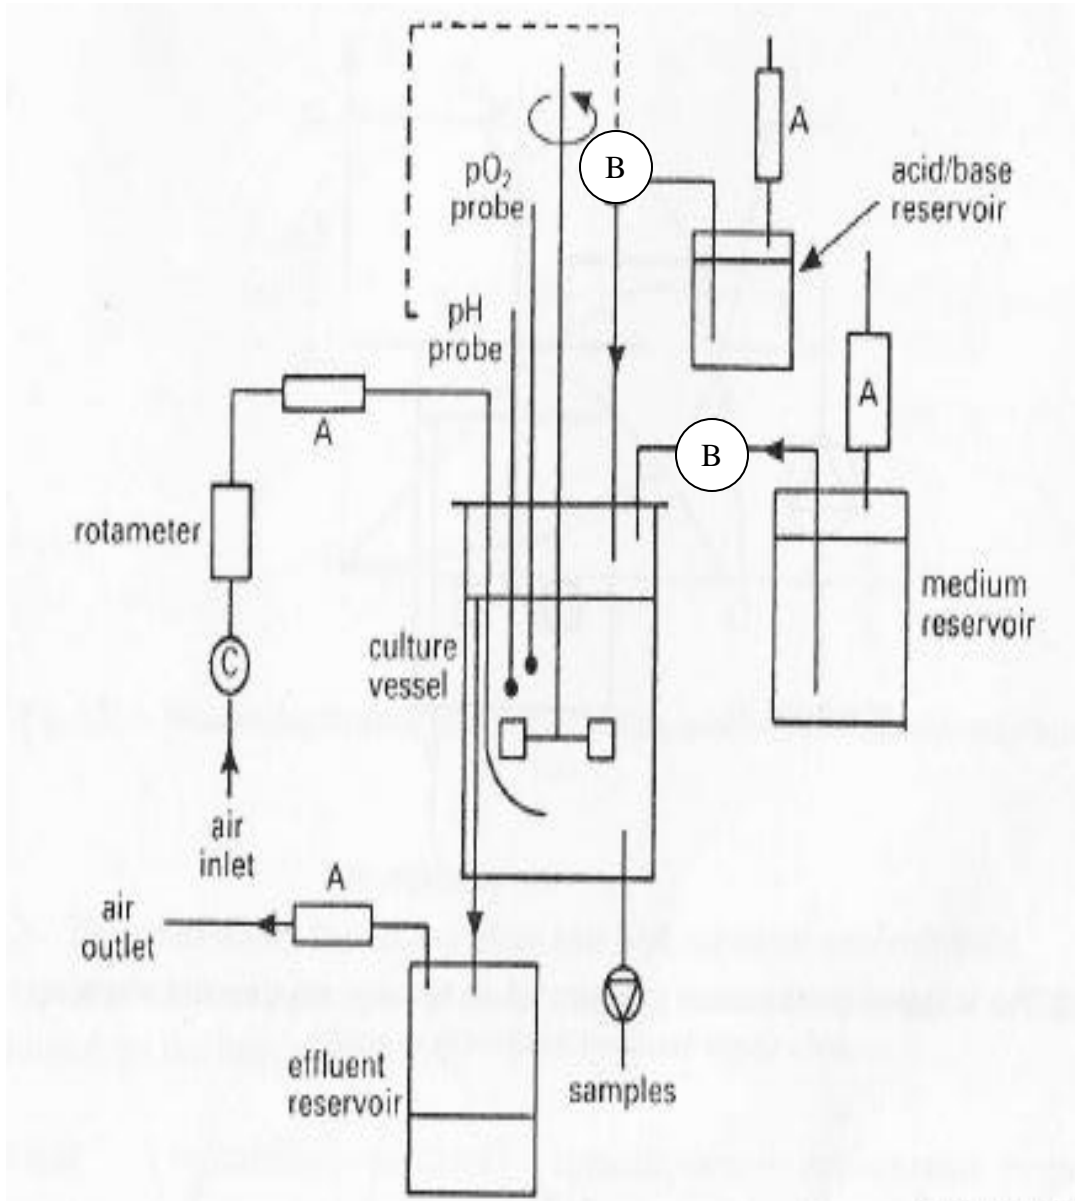 A
B
pO2
probe
acid/base
reservoir
pH
probe
A
A
B
rotameter
medium
reservoir
culture
vessel
C
air
inlet
A
air
outlet
effluent
reservoir
samples